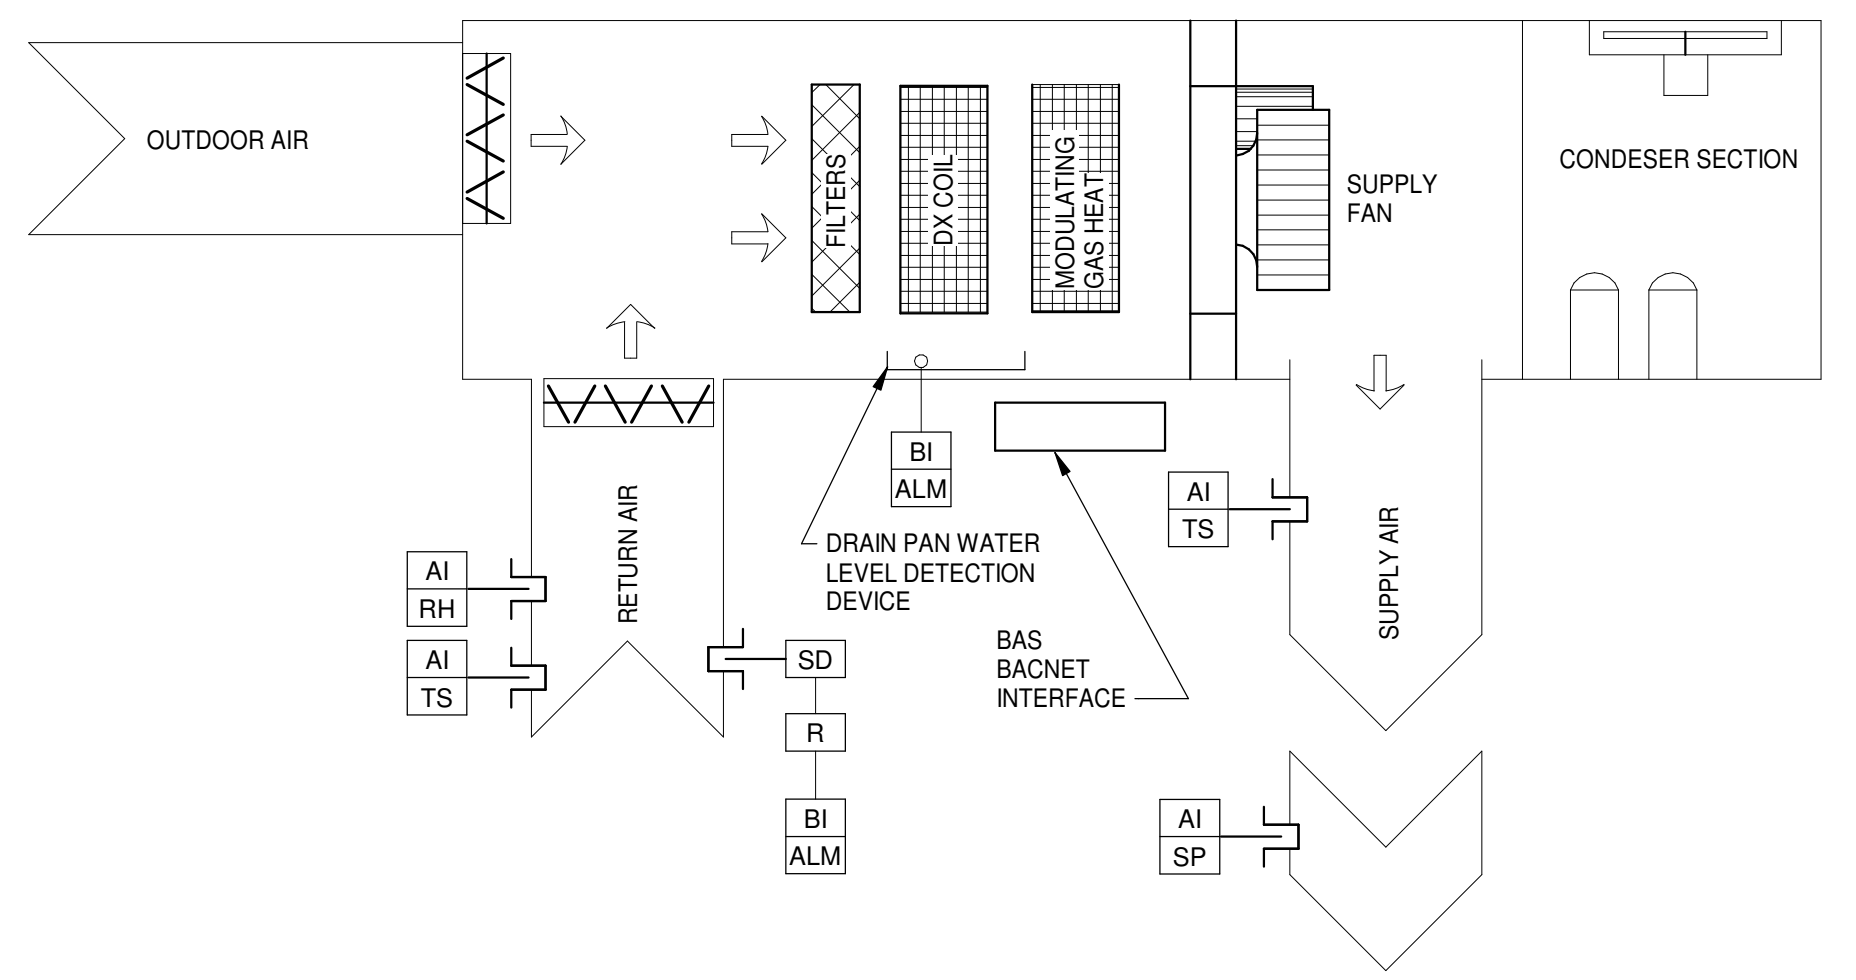 OUTDOOR AIR
FILTERS
DX COIL
MODULATING
GAS HEAT
SUPPLY
FAN
CONDESER SECTION
BI
ALM
DRAIN PAN WATER
LEVEL DETECTION
DEVICE
RETURN AIR
AI
RH
AI
TS
SD
R
BI
ALM
BAS
BACNET
INTERFACE
AI
TS
SUPPLY AIR
AI
SP